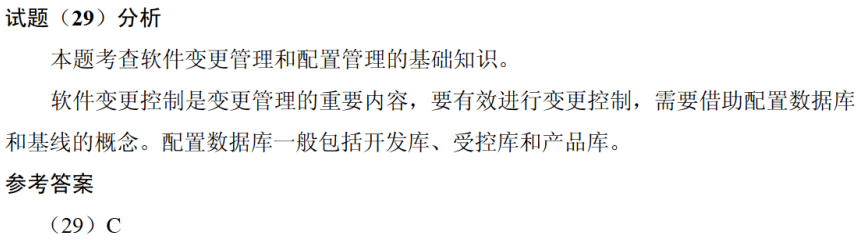 试题（29）分析
本题考查软件变更管理和配置管理的基础知识。
软件变更控制是变更管理的重要内容，要有效进行变更控制，需要借助配置数据库
和基线的概念。配置数据库一般包括开发库、受控库和产品库。
参考答案
（29）C